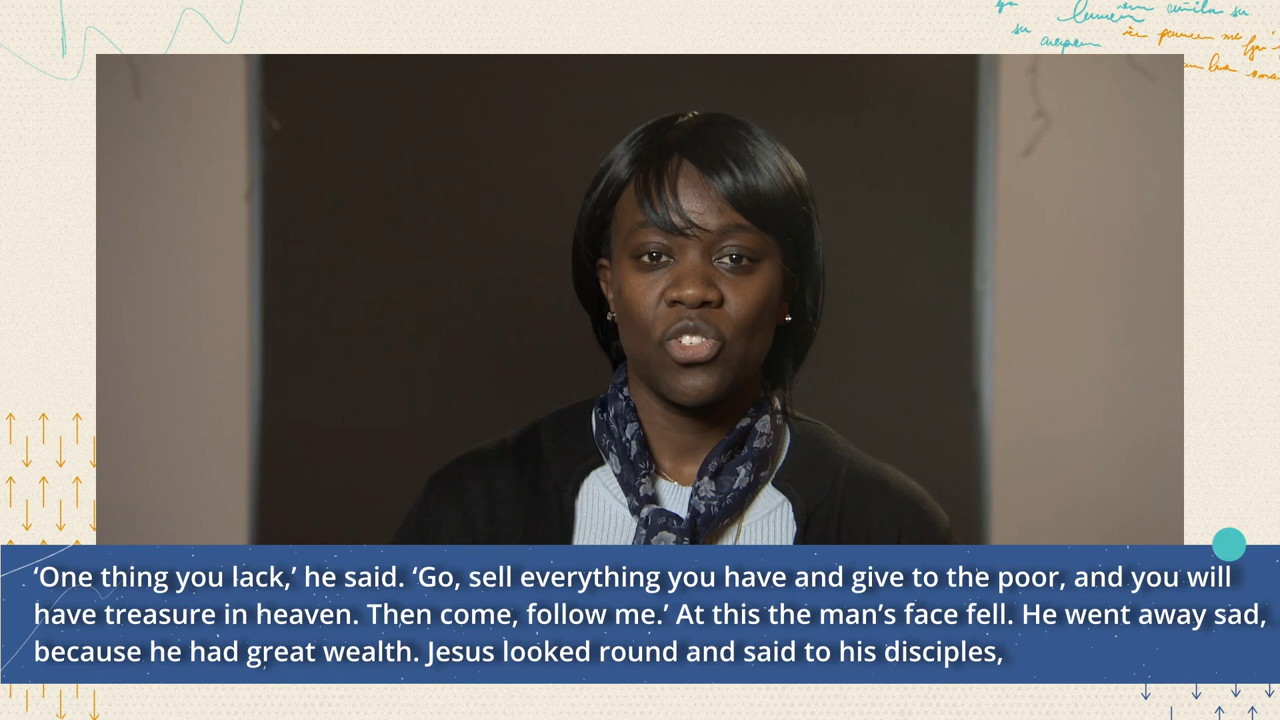 ‘One thing you lack,’ he said. ‘Go, sell everything you have and give to the poor, and you will
have treasure in heaven. Then come, follow me.’ At this the man’s face fell. He went away sad,
because he had great wealth. Jesus looked round and said to his disciples,